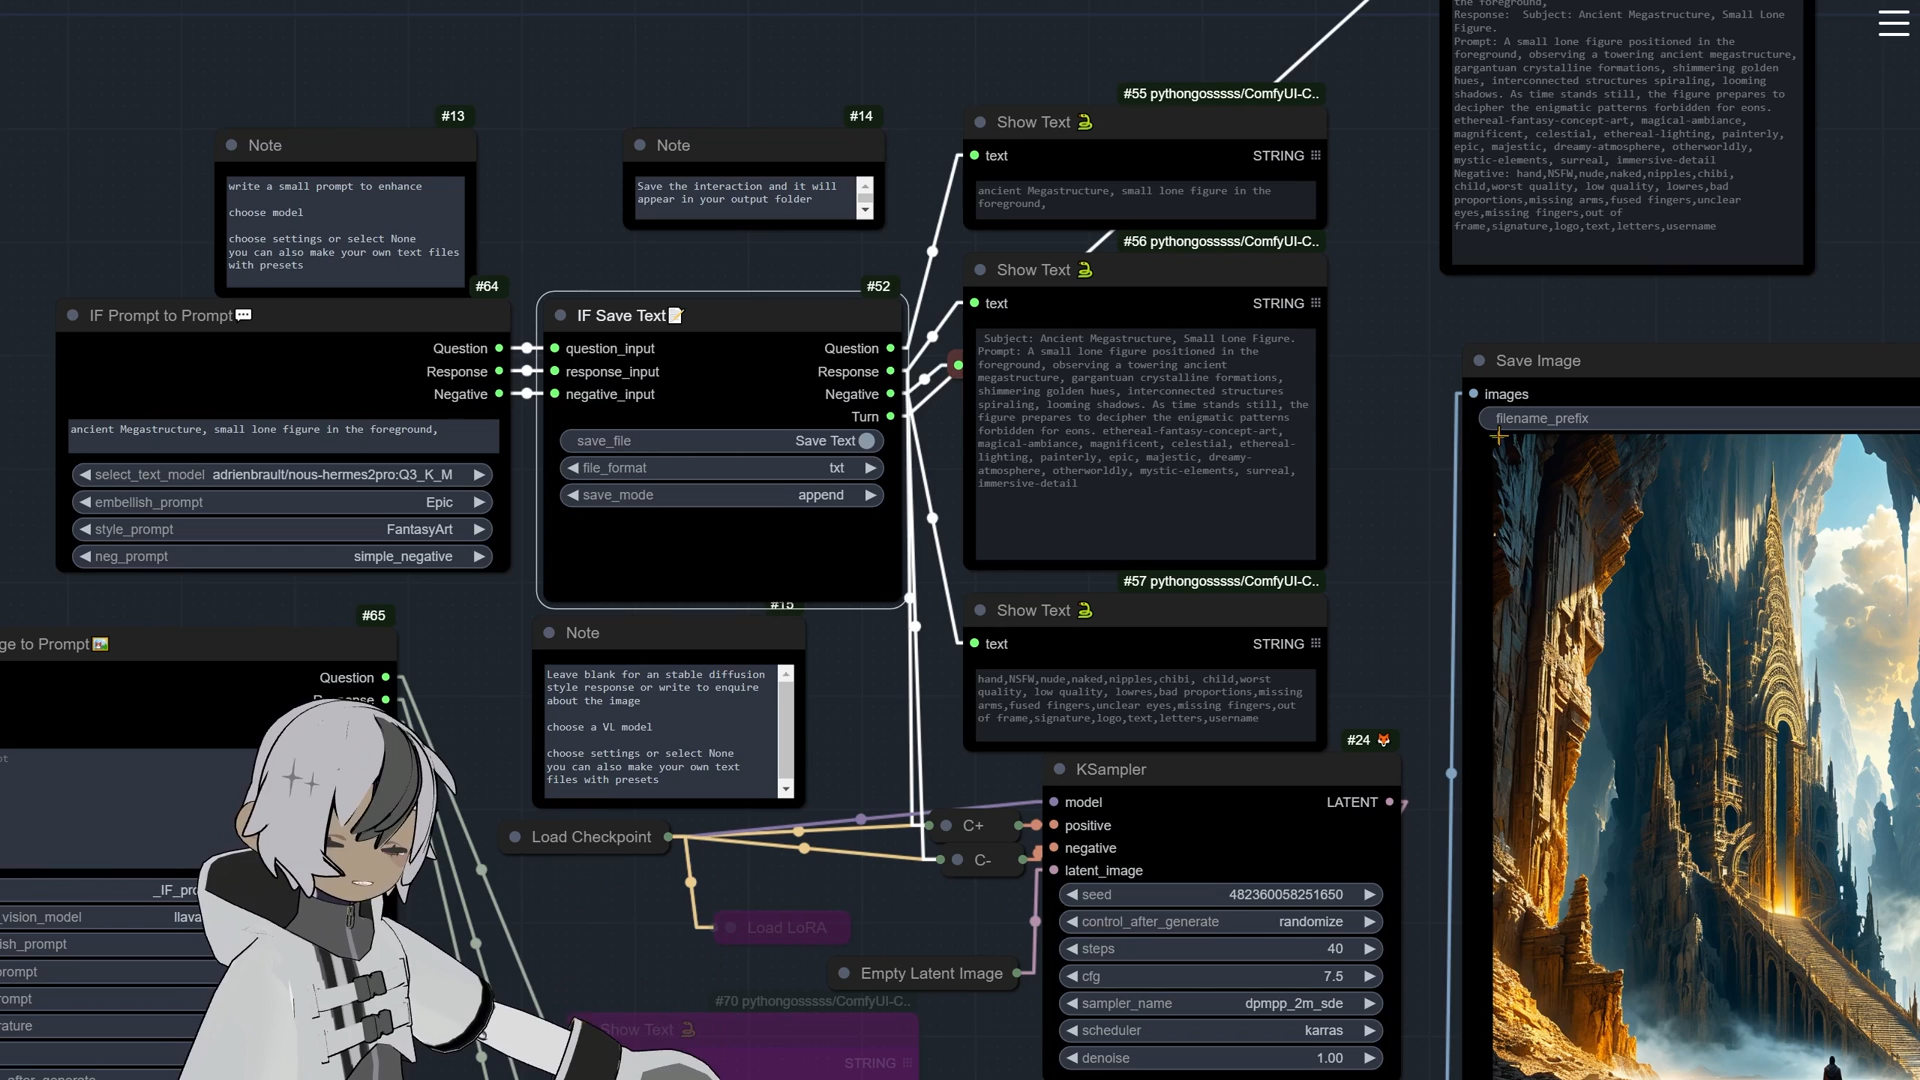 the foreground,
Response:  Subject: Ancient Megastructure, Small Lone
Figure.
Prompt: A small lone figure positioned in the
foreground, observing a towering ancient megastructure,
gargantuan crystalline formations, shimmering golden
hues, interconnected structures spiraling, looming
shadows. As time stands still, the figure prepares to
decipher the enigmatic patterns forbidden for eons.
ethereal-fantasy-concept-art, magical-ambiance,
magnificent, celestial, ethereal-lighting, painterly,
epic, majestic, dreamy-atmosphere, otherworldly,
mystic-elements, surreal, immersive-detail
Negative: hand,NSFW,nude,naked,nipples,chibi,
child,worst quality, low quality, lowres,bad
proportions,missing arms,fused fingers,unclear
eyes,missing fingers,out of
frame,signature,logo,text,letters,username
#13
Note
write a small prompt to enhance
choose model
choose settings or select None
you can also make your own text files
with presets
#14
Note
Save the interaction and it will
appear in your output folder
#55 pythongosssss/ComfyUI-C..
Show Text 🐍
text
STRING
ancient Megastructure, small lone figure in the
foreground,
#56 pythongosssss/ComfyUI-C..
Show Text 🐍
text
STRING
Subject: Ancient Megastructure, Small Lone Figure.
Prompt: A small lone figure positioned in the
foreground, observing a towering ancient
megastructure, gargantuan crystalline formations,
shimmering golden hues, interconnected structures
spiraling, looming shadows. As time stands still, the
figure prepares to decipher the enigmatic patterns
forbidden for eons. ethereal-fantasy-concept-art,
magical-ambiance, magnificent, celestial, ethereal-
lighting, painterly, epic, majestic, dreamy-
atmosphere, otherworldly, mystic-elements, surreal,
immersive-detail
#64
IF Prompt to Prompt💬
Question
Response
Negative
ancient Megastructure, small lone figure in the foreground,
select_text_model adrienbrault/nous-hermes2pro:Q3_K_M
embellish_prompt Epic
style_prompt FantasyArt
neg_prompt simple_negative
#52
IF Save Text📝
question_input Question
response_input Response
negative_input Negative
Turn
save_file Save Text
file_format txt
save_mode append
Save Image
images
filename_prefix
#57 pythongosssss/ComfyUI-C..
Show Text 🐍
text
STRING
hand,NSFW,nude,naked,nipples,chibi, child,worst
quality, low quality, lowres,bad proportions,missing
arms,fused fingers,unclear eyes,missing fingers,out
of frame,signature,logo,text,letters,username
#15
Note
Leave blank for an stable diffusion
style response or write to enquire
about the image
choose a VL model
choose settings or select None
you can also make your own text
files with presets
#65
ge to Prompt🖼
Question
_IF_pro
vision_model llava
sh_prompt
prompt
prompt
rature
after_generate
Load Checkpoint
C+
C-
Load LoRA
Empty Latent Image
#70 pythongosssss/ComfyUI-C..
Show Text 🐍
STRING
#24 🦊
KSampler
model LATENT
positive
negative
latent_image
seed 482360058251650
control_after_generate randomize
steps 40
cfg 7.5
sampler_name dpmpp_2m_sde
scheduler karras
denoise 1.00